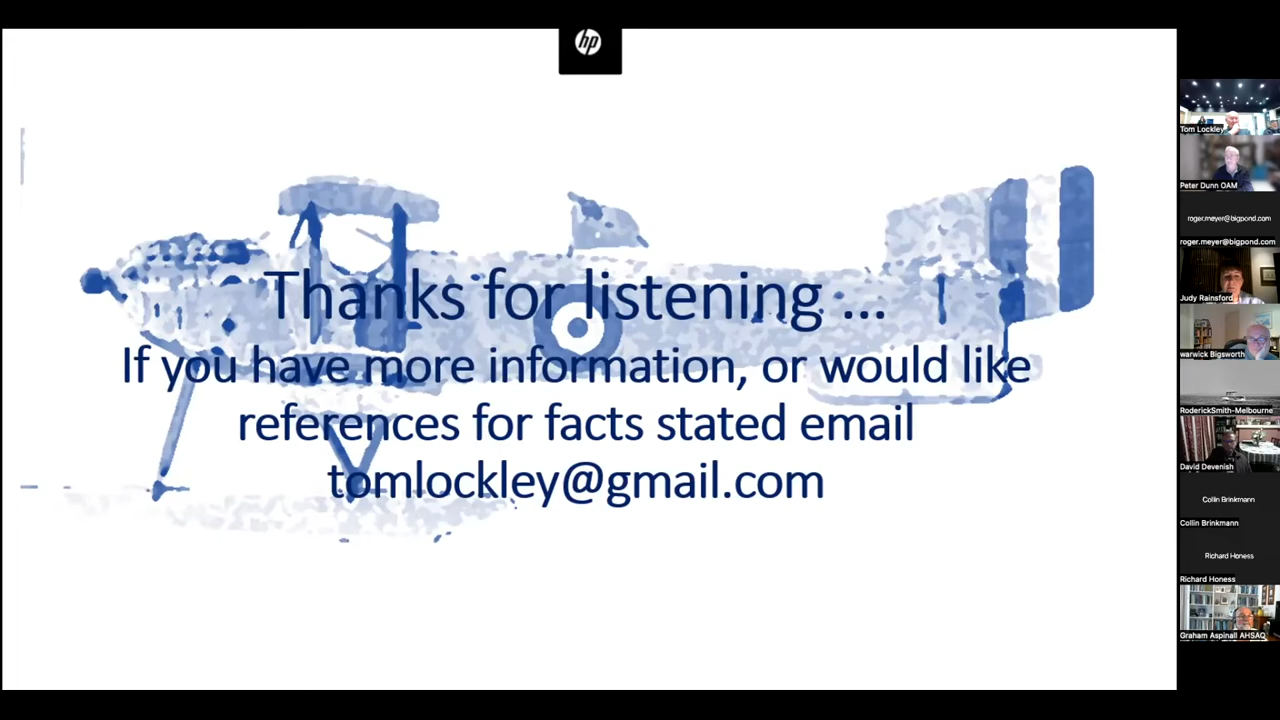 hp
Thanks for listening ...
If you have more information, or would like
references for facts stated email
tomlockley@gmail.com
Tom Lockley
Peter Dunn OAM
roger.meyer@bigpond.com
roger.meyer@bigpond.com
Judy Rainsford
warwick Bigsworth
RoderickSmith-Melbourne
David Devenish
Collin Brinkmann
Collin Brinkmann
Richard Honess
Richard Honess
Graham Aspinall AHSAQ